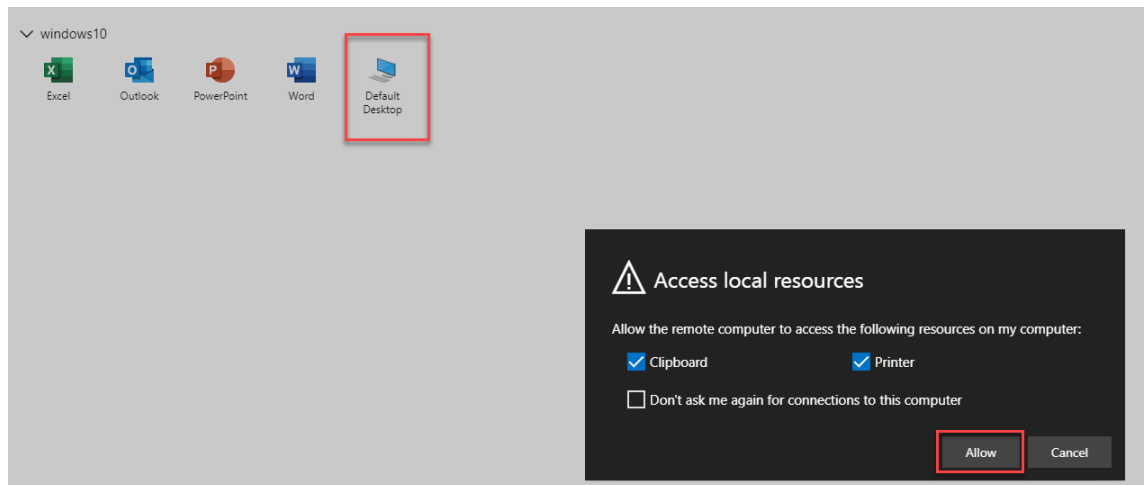 windows10
Excel
Outlook
PowerPoint
Word
Default
Desktop
Access local resources
Allow the remote computer to access the following resources on my computer:
Clipboard
Printer
Don't ask me again for connections to this computer
Allow
Cancel